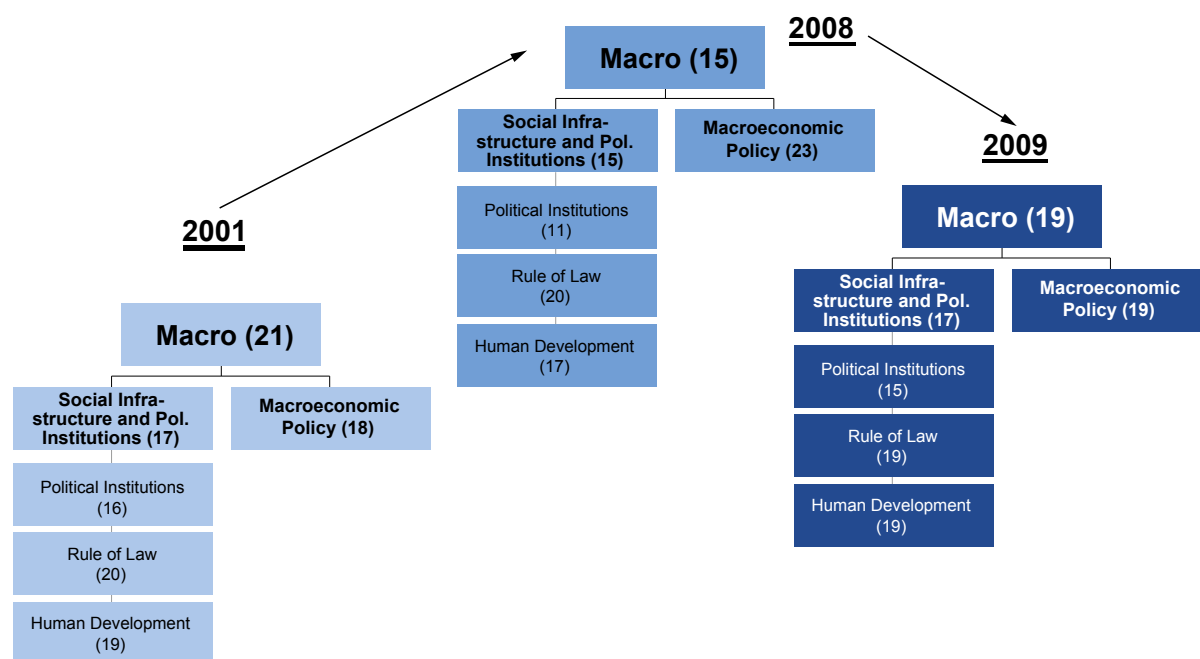 2001
Macro (21)
Social Infra-
structure and Pol.
Institutions (17)
Macroeconomic
Policy (18)
Political Institutions
(16)
Rule of Law
(20)
Human Development
(19)
2008
Macro (15)
Social Infra-
structure and Pol.
Institutions (15)
Macroeconomic
Policy (23)
Political Institutions
(11)
Rule of Law
(20)
Human Development
(17)
2009
Macro (19)
Social Infra-
structure and Pol.
Institutions (17)
Macroeconomic
Policy (19)
Political Institutions
(15)
Rule of Law
(19)
Human Development
(19)